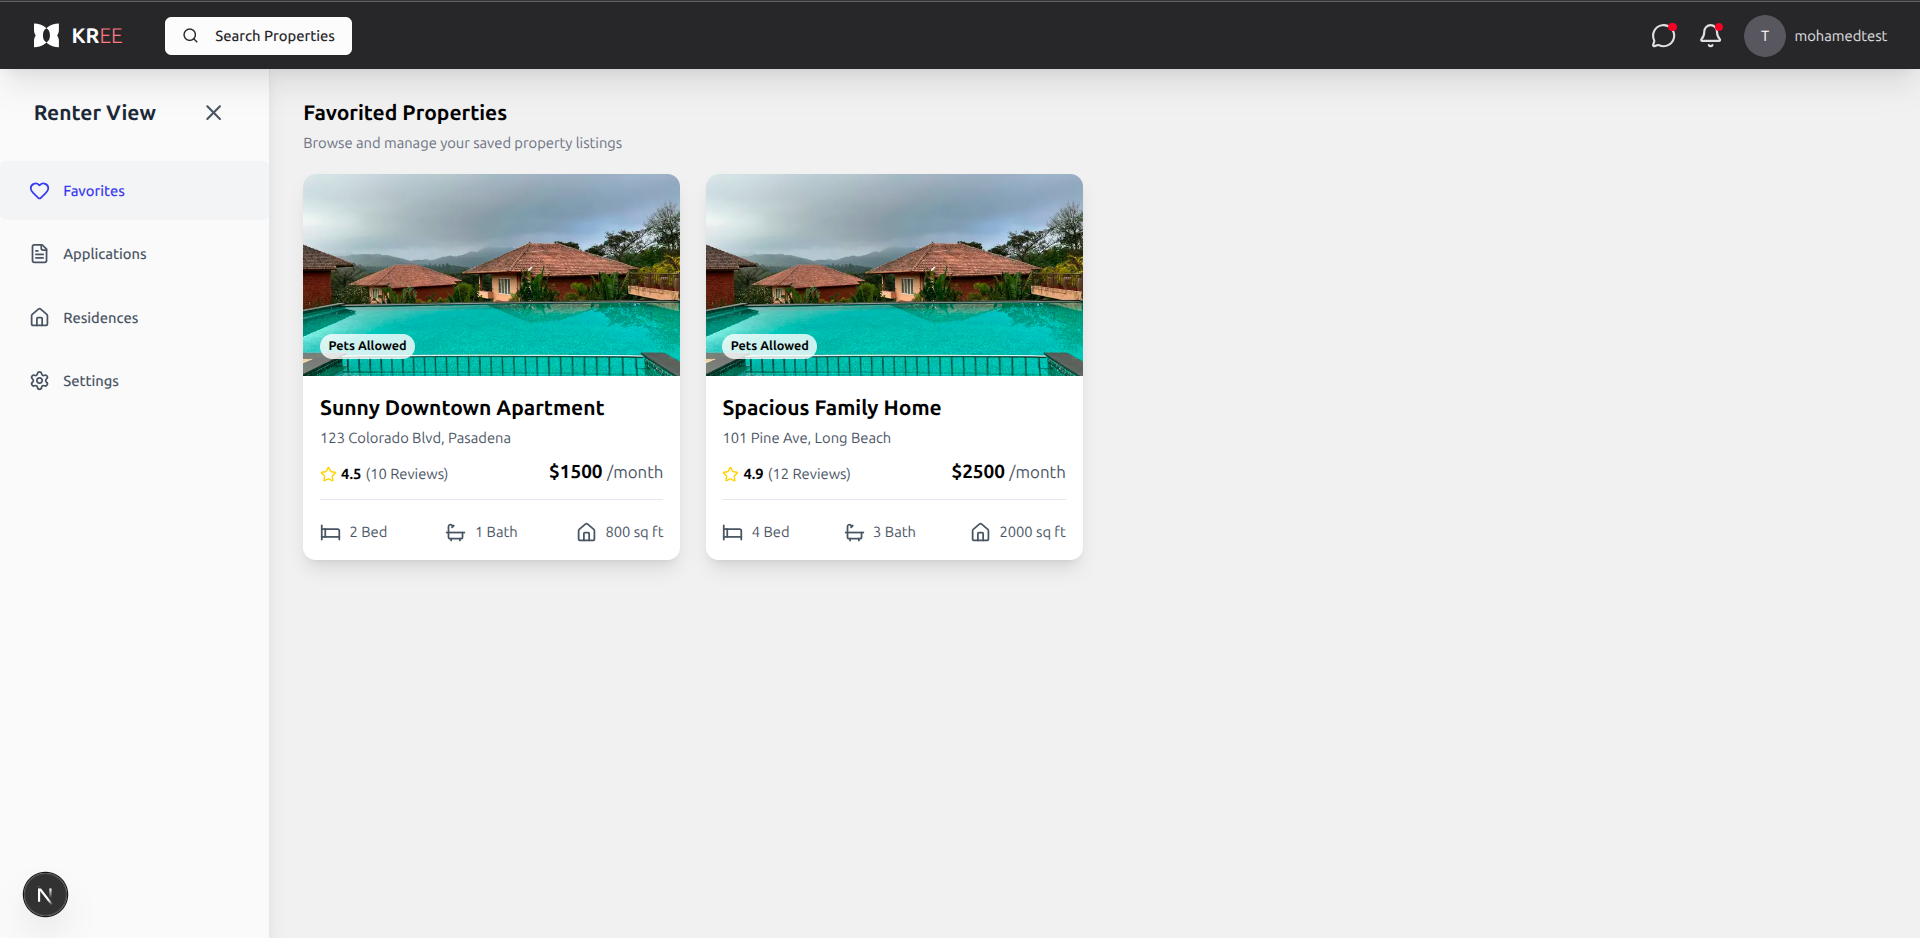 KREE
Search Properties
T
mohamedtest
Renter View
Favorites
Applications
Residences
Settings
N
Favorited Properties
Browse and manage your saved property listings
Pets Allowed
Sunny Downtown Apartment
123 Colorado Blvd, Pasadena
4.5 (10 Reviews)
$1500 /month
2 Bed
1 Bath
800 sq ft
Pets Allowed
Spacious Family Home
101 Pine Ave, Long Beach
4.9 (12 Reviews)
$2500 /month
4 Bed
3 Bath
2000 sq ft